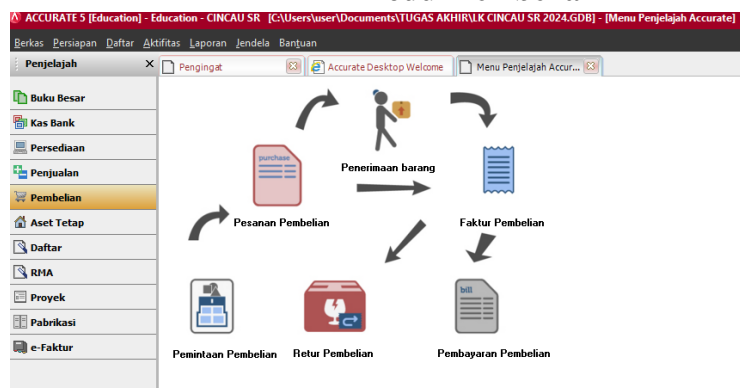 ACCURATE 5 [Education] - Education - CINCAU SR [C:\Users\user\Documents\TUGAS AKHIR\LK CINCAU SR 2024.GDB] - [Menu Penjelajah Accurate]
Berkas Persiapan Daftar Aktifitas Laporan Jendela Bantuan
Penjelajah X Pengingat Accurate Desktop Welcome Menu Penjelajah Accur...
Buku Besar
Kas Bank
Persediaan
Penjualan
Pembelian
Aset Tetap
Daftar
RMA
Proyek
Pabrikasi
e-Faktur
Penerimaan barang
purchase
Pesanan Pembelian
Faktur Pembelian
bill
Pemintaan Pembelian
Retur Pembelian
Pembayaran Pembelian